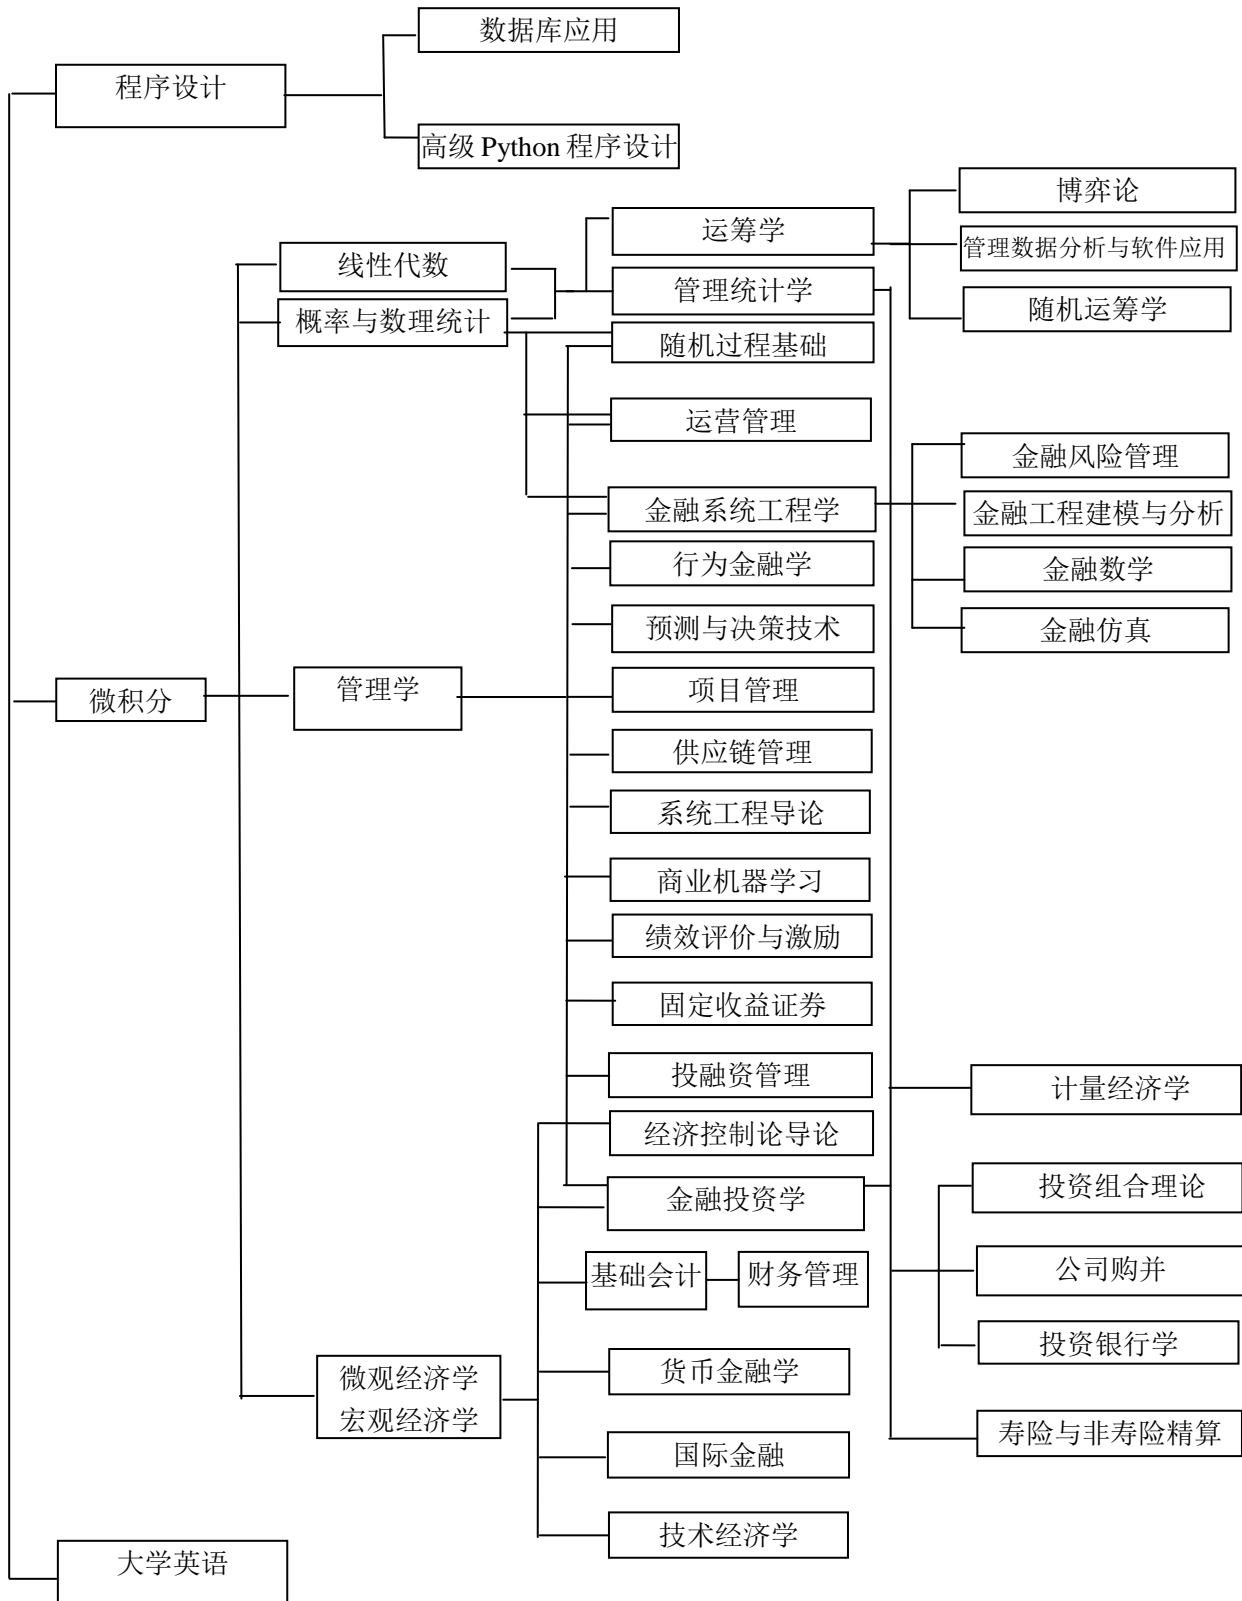 数据库应用
程序设计
高级 Python 程序设计
博弈论
运筹学
管理数据分析与软件应用
线性代数
管理统计学
随机运筹学
概率与数理统计
随机过程基础
运营管理
金融风险管理
金融系统工程学
金融工程建模与分析
行为金融学
金融数学
预测与决策技术
金融仿真
微积分
管理学
项目管理
供应链管理
系统工程导论
商业机器学习
绩效评价与激励
固定收益证券
投融资管理
计量经济学
经济控制论导论
金融投资学
投资组合理论
基础会计
财务管理
公司购并
投资银行学
微观经济学
宏观经济学
货币金融学
寿险与非寿险精算
国际金融
技术经济学
大学英语